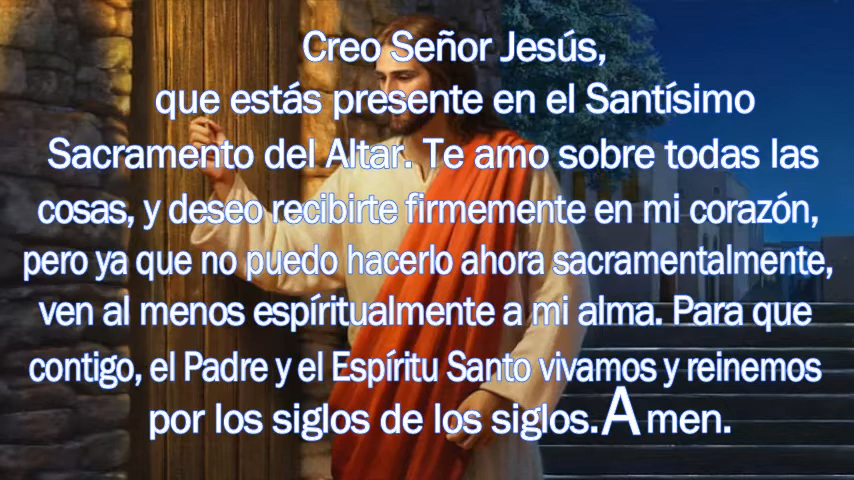 Creo Señor Jesús,
que estás presente en el Santísimo
Sacramento del Altar. Te amo sobre todas las
cosas, y deseo recibirte firmemente en mi corazón,
pero ya que no puedo hacerlo ahora sacramentalmente,
ven al menos espíritualmente a mi alma. Para que
contigo, el Padre y el Espíritu Santo vivamos y reinemos
por los siglos de los siglos.Amen.